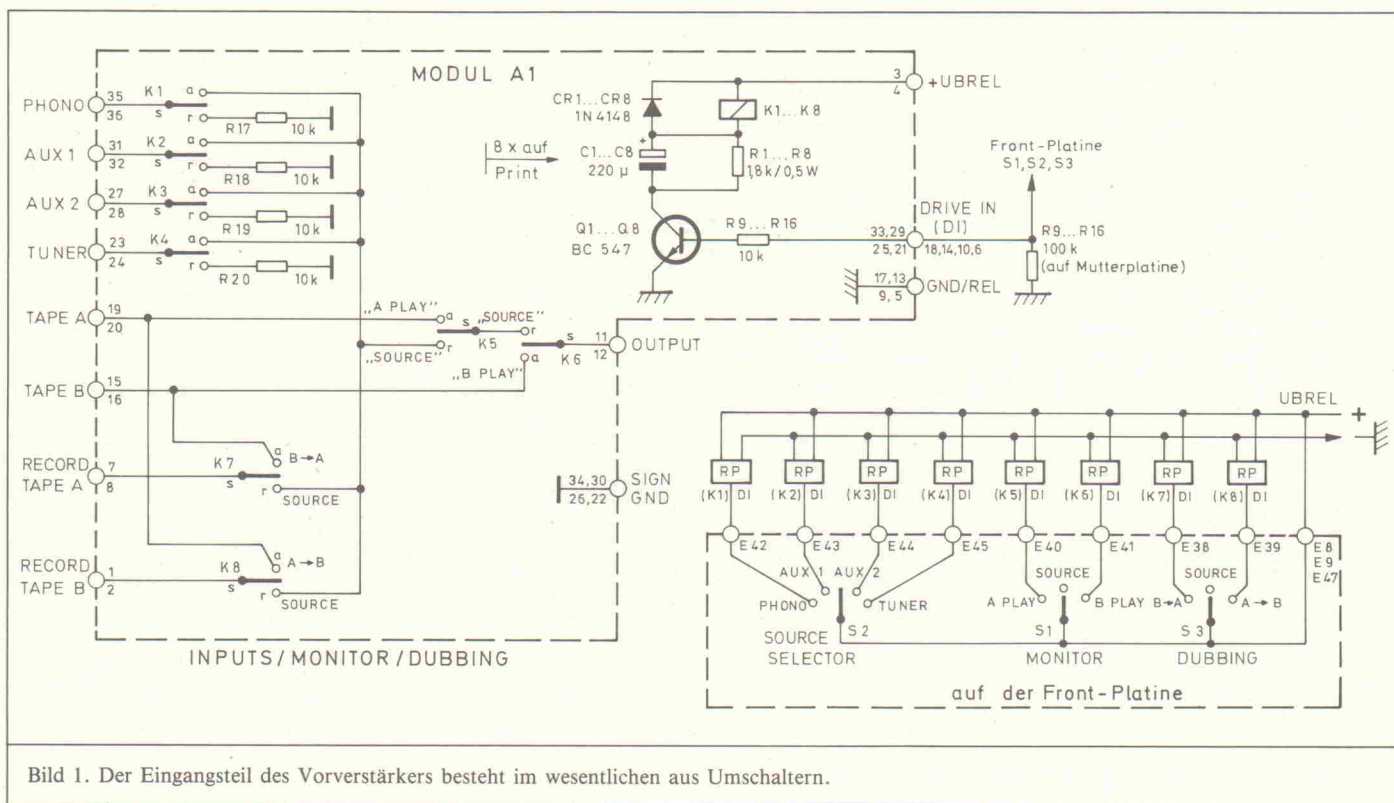 MODUL A1
PHONO
35
36
K1
a
s
r
R17
10k
AUX 1
31
32
K2
a
s
r
R18
10k
AUX 2
27
28
K3
a
s
r
R19
10k
TUNER
23
24
K4
a
s
r
R20
10k
TAPE A
19
20
TAPE B
15
16
„A PLAY"
a
s
„SOURCE"
r
K5
„SOURCE"
r
s
a
K6
„B PLAY"
11
12
OUTPUT
RECORD
TAPE A
7
8
K7
s
a
B→A
r
SOURCE
RECORD
TAPE B
1
2
K8
s
a
A→B
r
SOURCE
34,30
26,22
SIGN
GND
INPUTS/MONITOR/DUBBING
8 x auf
Print
CR1...CR8
1N 4148
K1...K8
+
C1...C8
220 µ
R1...R8
1,8k/0,5W
Q1...Q8
BC 547
R9...R16
10k
3
4
+UBREL
DRIVE IN
(DI)
33,29
25,21
18,14,10,6
17,13
9,5
GND/REL
Front-Platine
S1,S2,S3
R9...R16
100k
(auf Mutterplatine)
UBREL
+
RP RP RP RP RP RP RP RP
(K1) DI (K2) DI (K3) DI (K4) DI (K5) DI (K6) DI (K7) DI (K8) DI
E42 E43 E44 E45 E40 E41 E38 E39 E8
E9
E47
AUX 1 AUX 2 SOURCE SOURCE
PHONO TUNER A PLAY B PLAY B→A A→B
S2 S1 S3
SOURCE
SELECTOR
MONITOR
DUBBING
auf der Front-Platine
Bild 1. Der Eingangsteil des Vorverstärkers besteht im wesentlichen aus Umschaltern.